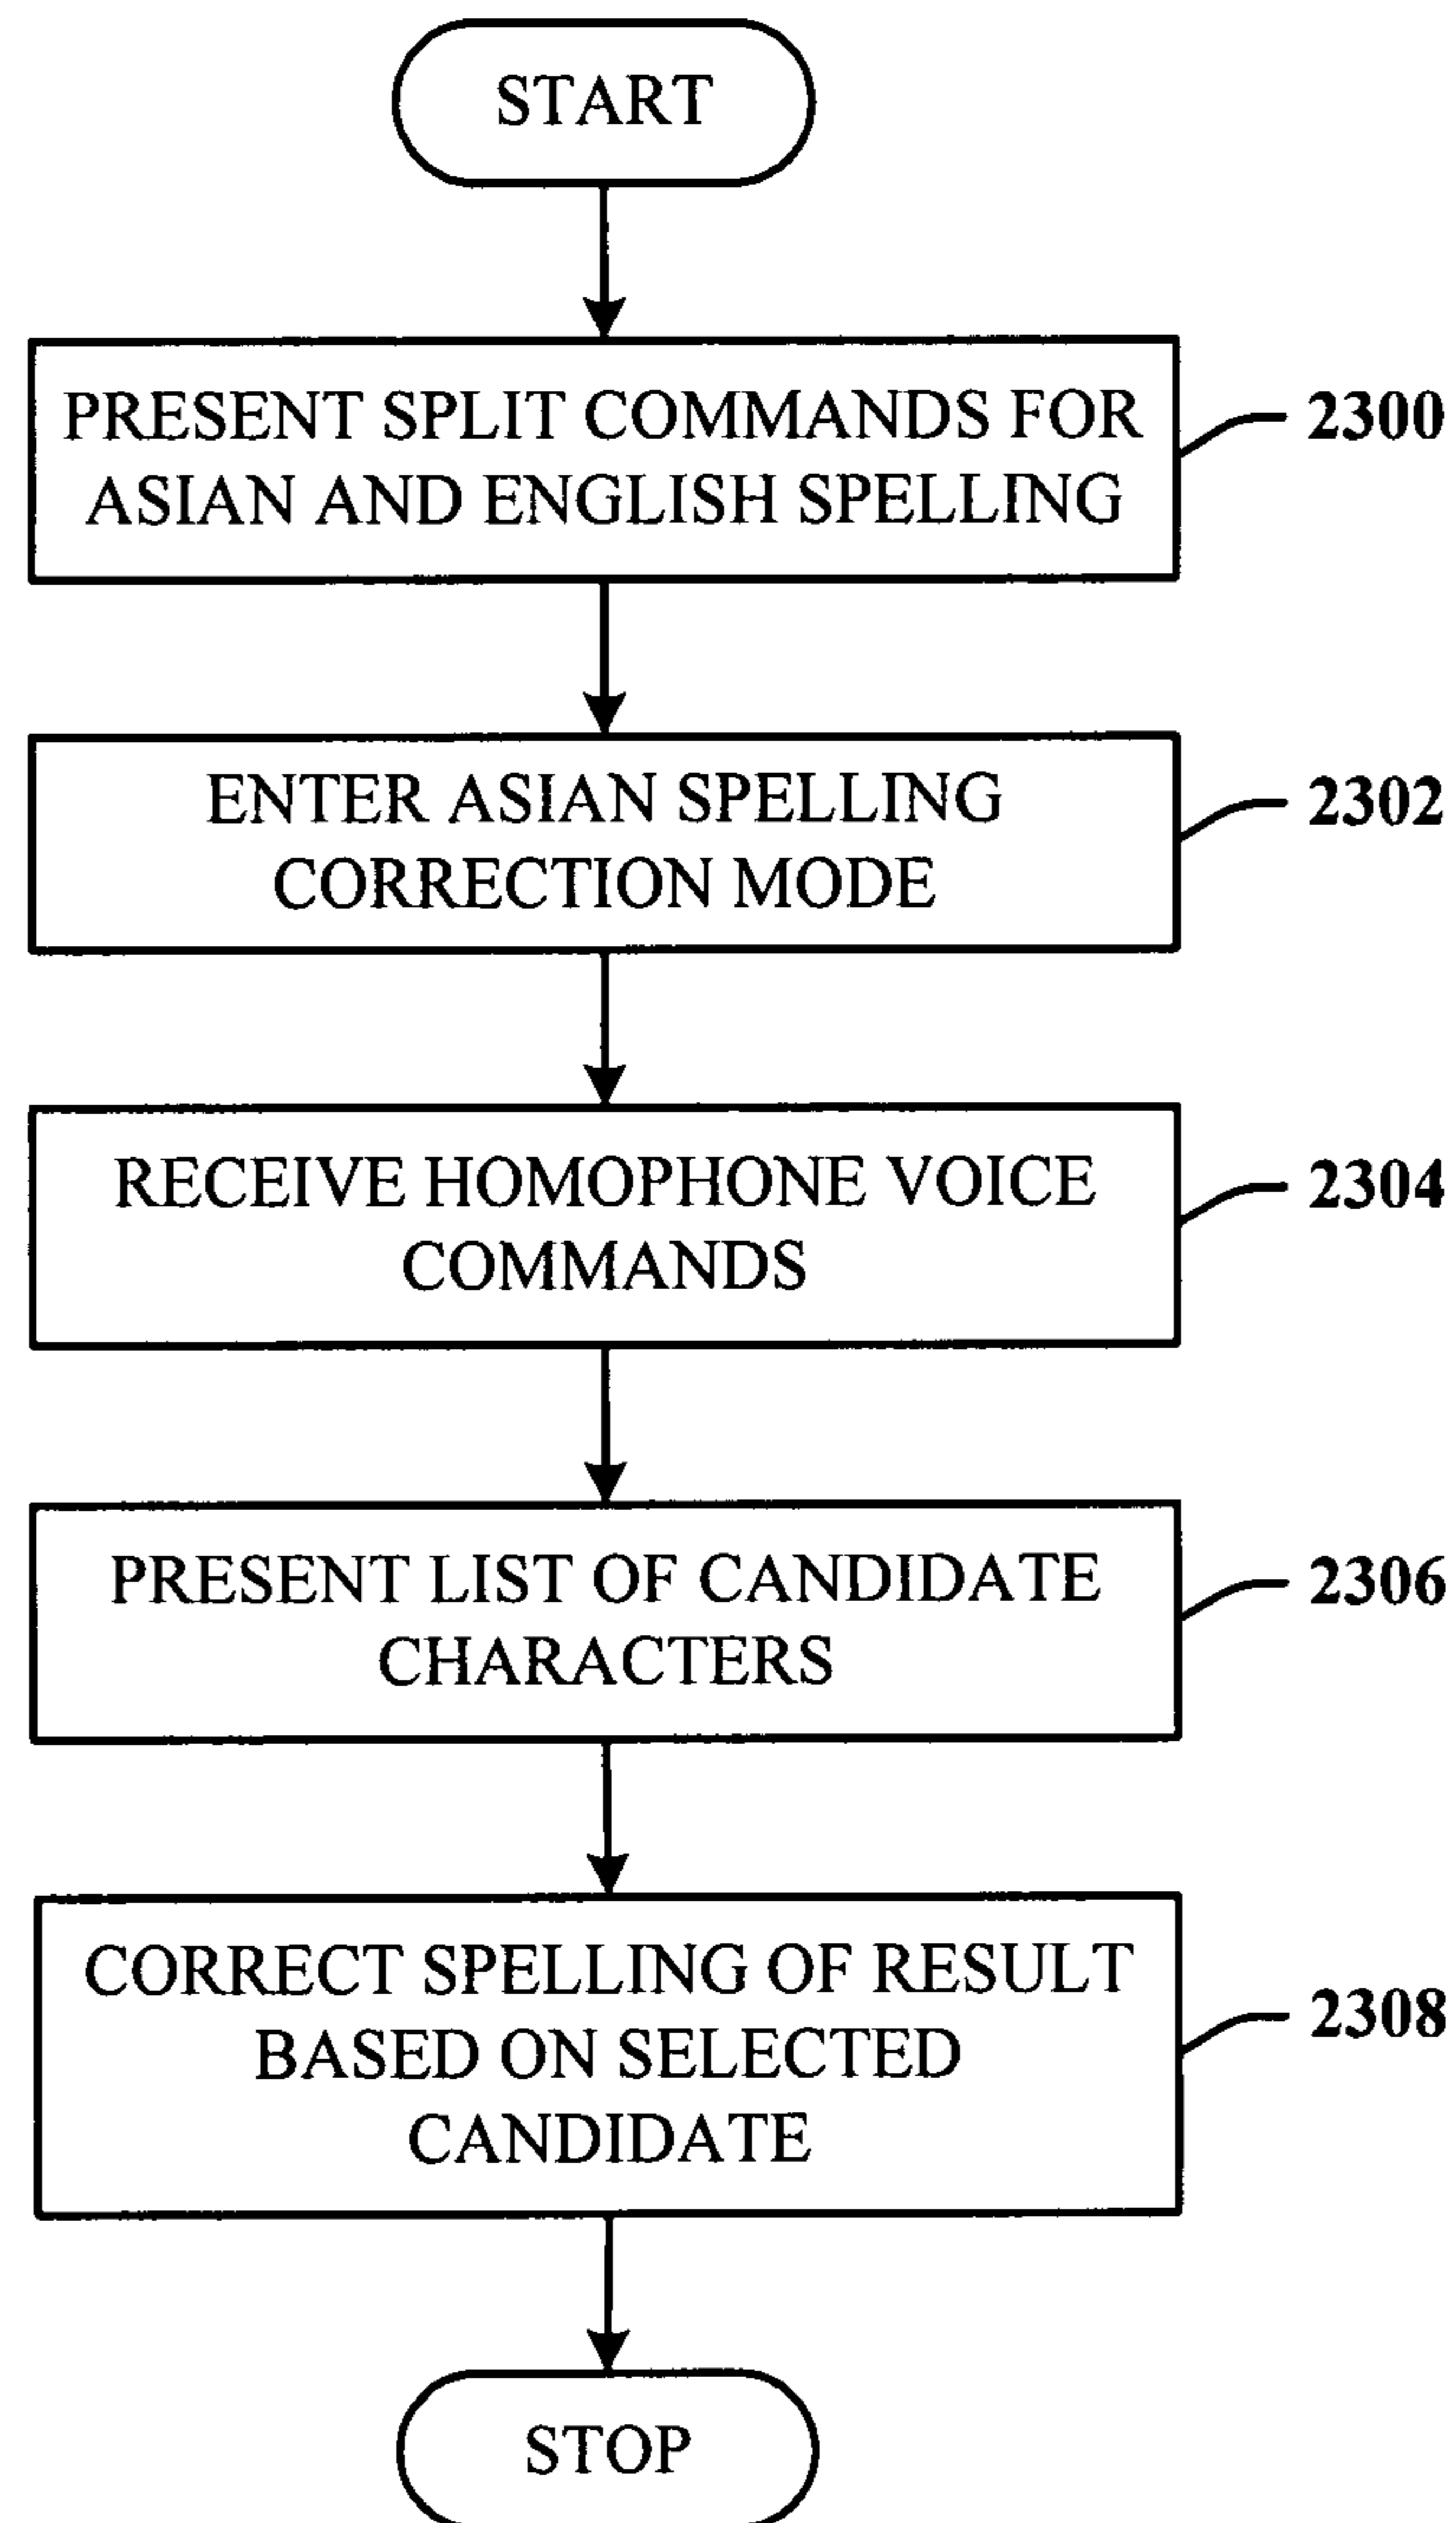 START
PRESENT SPLIT COMMANDS FOR
ASIAN AND ENGLISH SPELLING
2300
ENTER ASIAN SPELLING
CORRECTION MODE
2302
RECEIVE HOMOPHONE VOICE
COMMANDS
2304
PRESENT LIST OF CANDIDATE
CHARACTERS
2306
CORRECT SPELLING OF RESULT
BASED ON SELECTED
CANDIDATE
2308
STOP